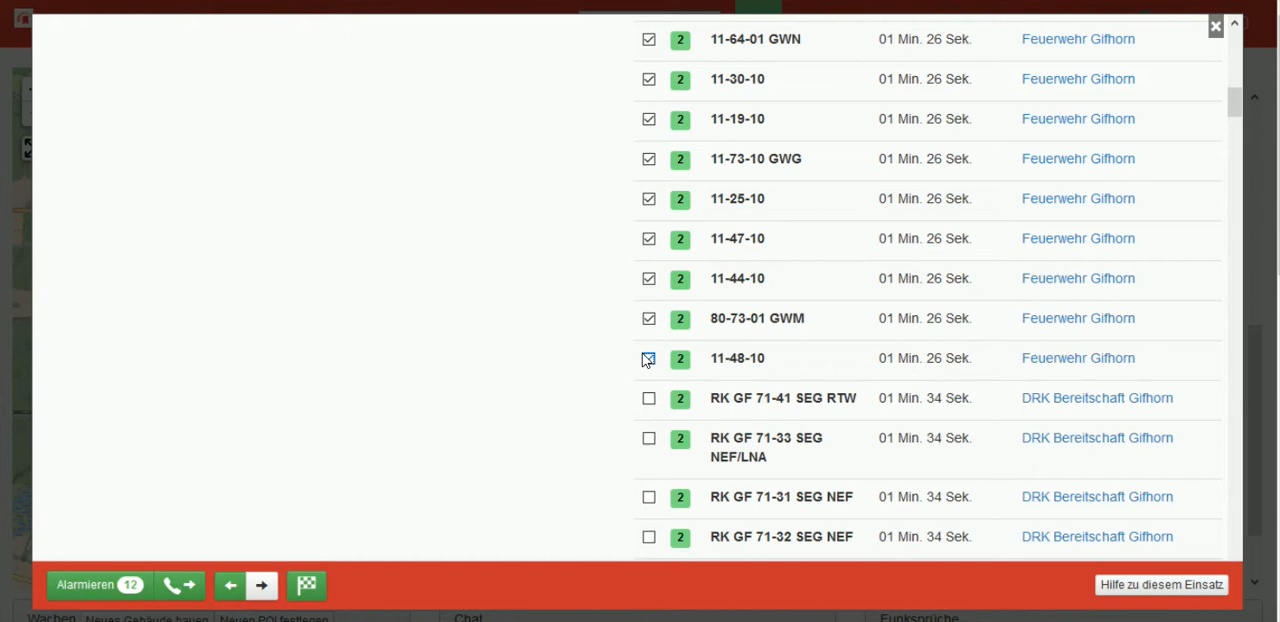 2 11-64-01 GWN 01 Min. 26 Sek. Feuerwehr Gifhorn
2 11-30-10 01 Min. 26 Sek. Feuerwehr Gifhorn
2 11-19-10 01 Min. 26 Sek. Feuerwehr Gifhorn
2 11-73-10 GWG 01 Min. 26 Sek. Feuerwehr Gifhorn
2 11-25-10 01 Min. 26 Sek. Feuerwehr Gifhorn
2 11-47-10 01 Min. 26 Sek. Feuerwehr Gifhorn
2 11-44-10 01 Min. 26 Sek. Feuerwehr Gifhorn
2 80-73-01 GWM 01 Min. 26 Sek. Feuerwehr Gifhorn
2 11-48-10 01 Min. 26 Sek. Feuerwehr Gifhorn
2 RK GF 71-41 SEG RTW 01 Min. 34 Sek. DRK Bereitschaft Gifhorn
2 RK GF 71-33 SEG 01 Min. 34 Sek. DRK Bereitschaft Gifhorn
NEF/LNA
2 RK GF 71-31 SEG NEF 01 Min. 34 Sek. DRK Bereitschaft Gifhorn
2 RK GF 71-32 SEG NEF 01 Min. 34 Sek. DRK Bereitschaft Gifhorn
Alarmieren 12 Hilfe zu diesem Einsatz
Wachen Neues Gebäude bauen Neuen POI festlegen Chat Funksprüche